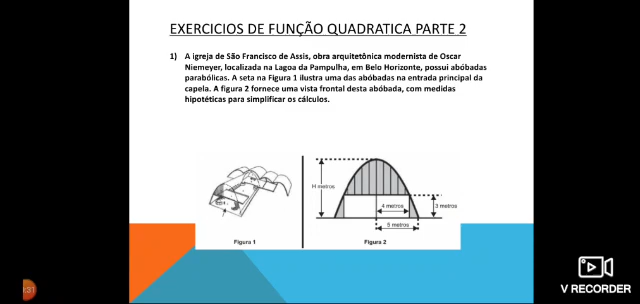 EXERCICIOS DE FUNÇÃO QUADRATICA PARTE 2
1) A igreja de São Francisco de Assis, obra arquitetônica modernista de Oscar
Niemeyer, localizada na Lagoa da Pampulha, em Belo Horizonte, possui abóbadas
parabólicas. A seta na Figura 1 ilustra uma das abóbadas na entrada principal da
capela. A figura 2 fornece uma vista frontal desta abóbada, com medidas
hipotéticas para simplificar os cálculos.
H metros
4 metros
3 metros
5 metros
Figura 1
Figura 2
:31
V RECORDER